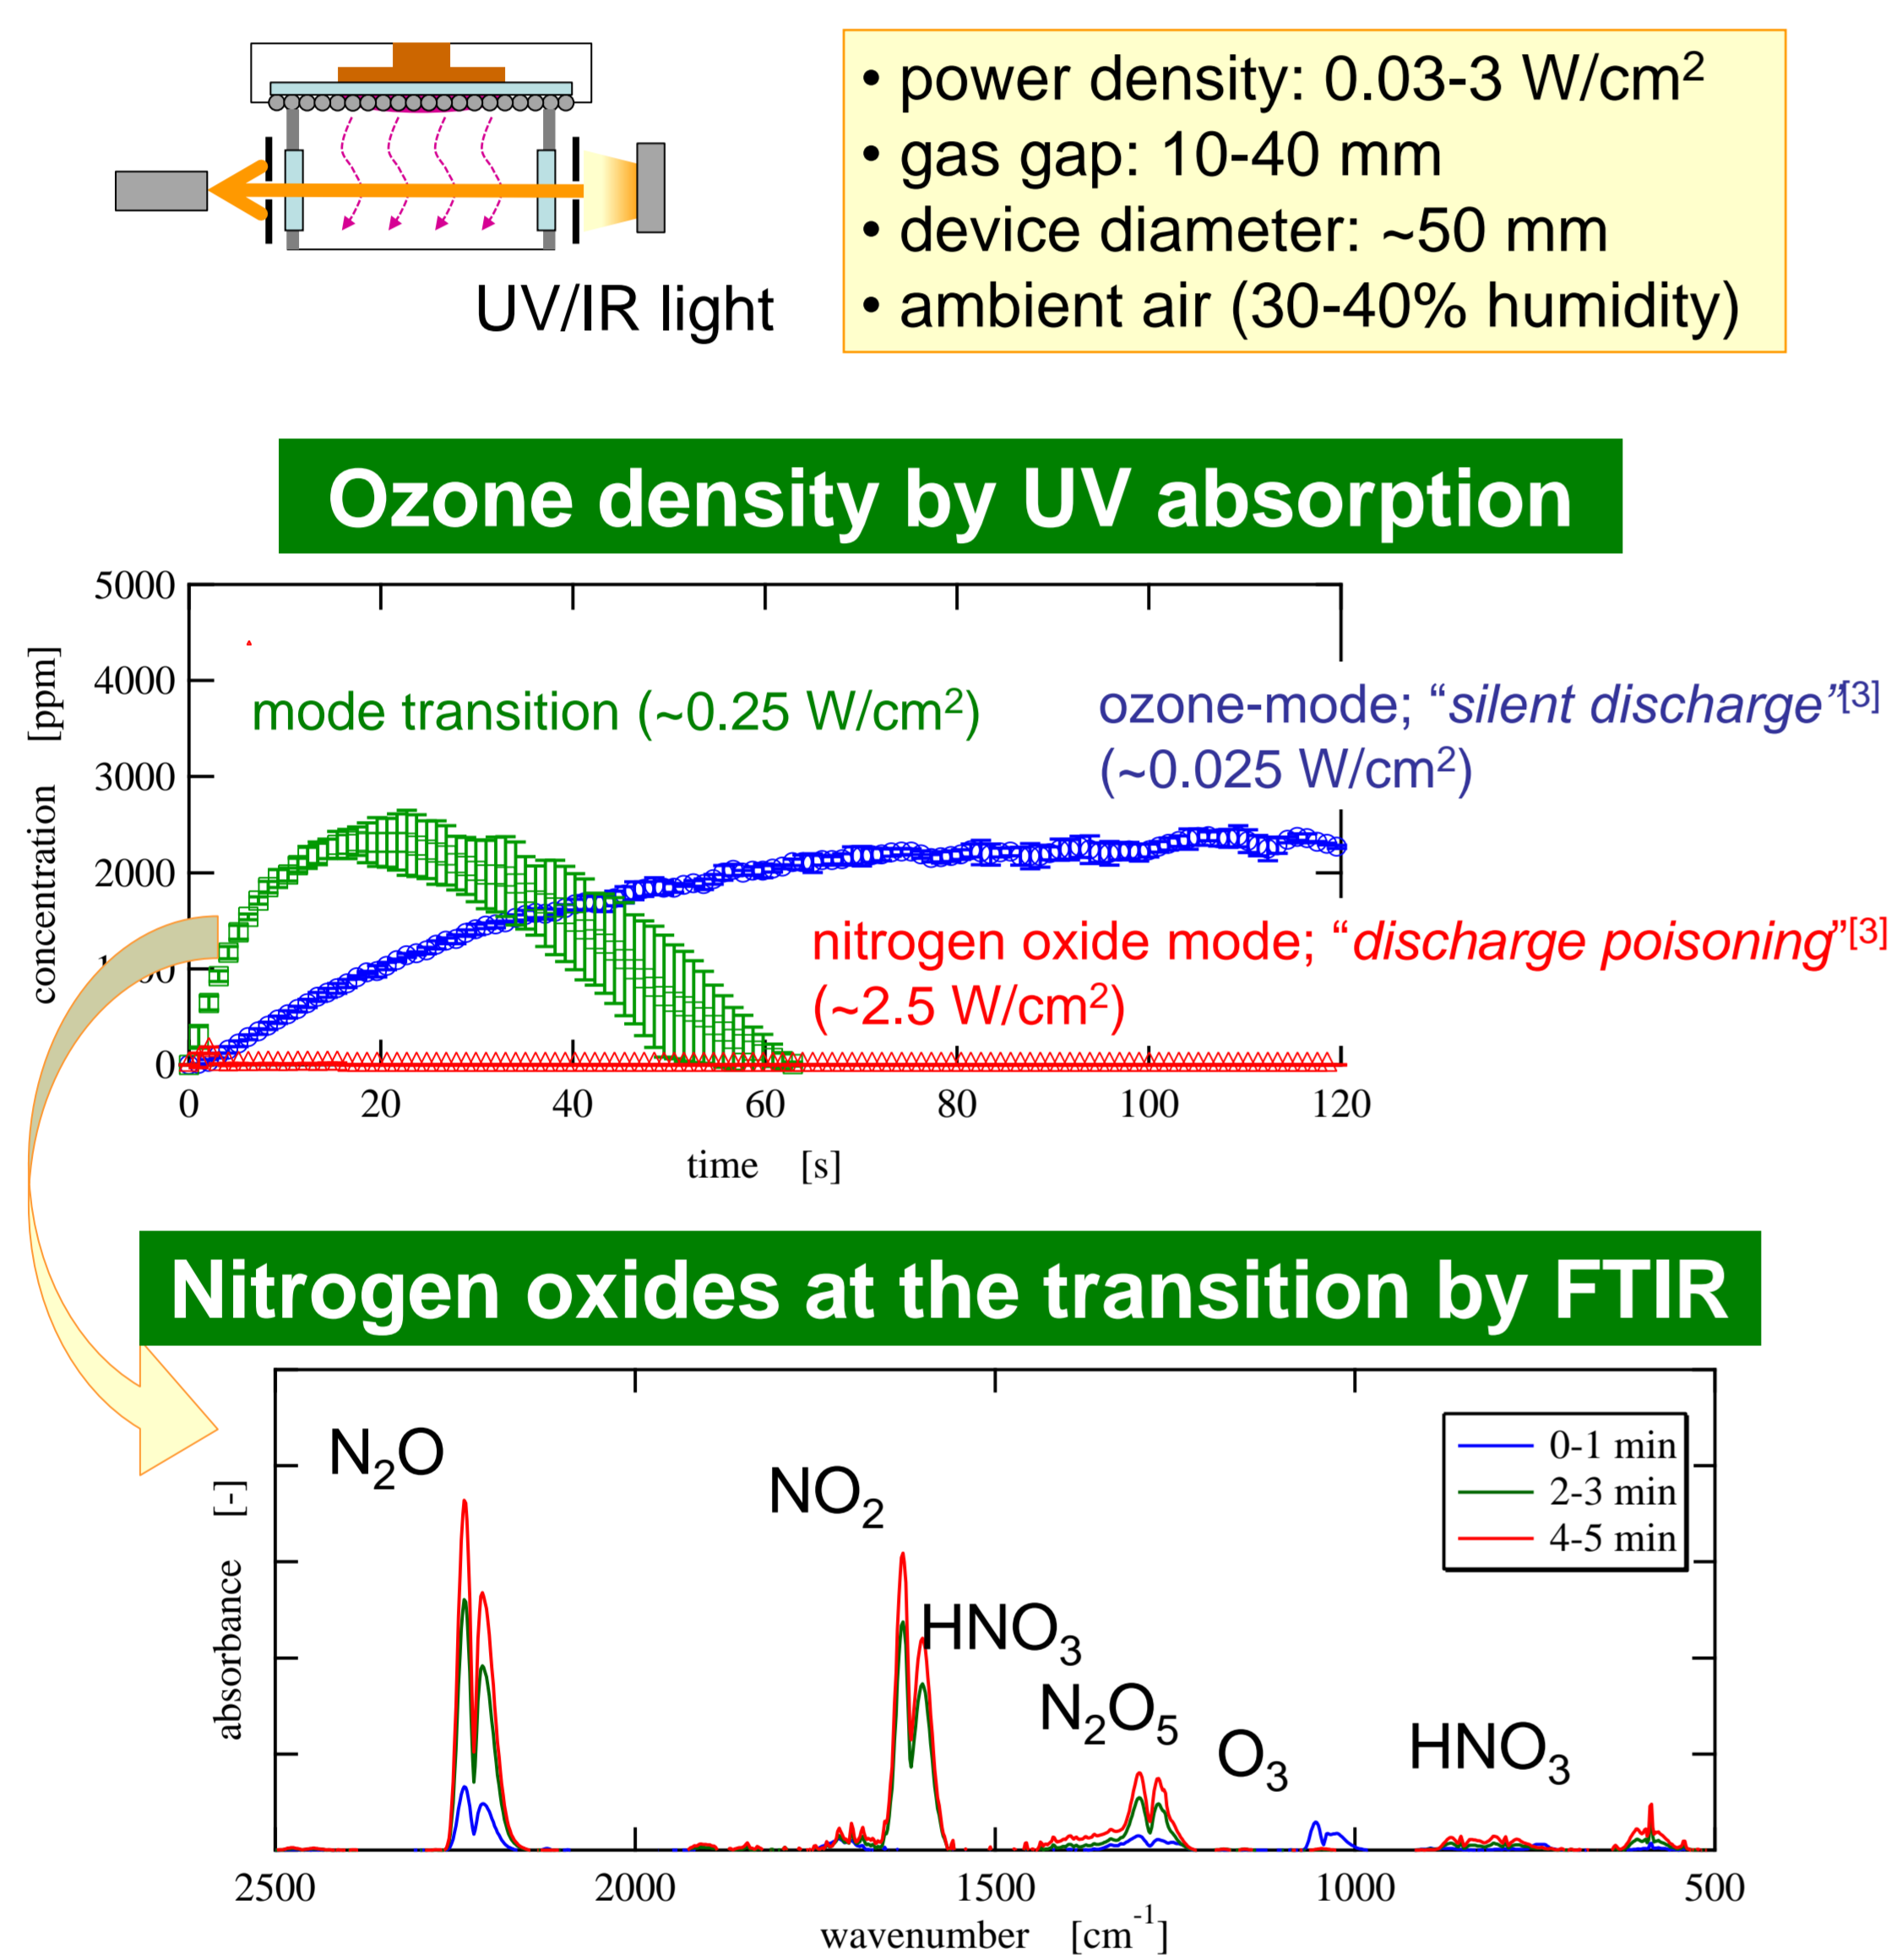 • power density: 0.03-3 W/cm²
• gas gap: 10-40 mm
• device diameter: ~50 mm
• ambient air (30-40% humidity)
UV/IR light
Ozone density by UV absorption
concentration [ppm]
5000
4000
3000
2000
0
mode transition (~0.25 W/cm²)
ozone-mode; “silent discharge”[3]
(~0.025 W/cm²)
nitrogen oxide mode; “discharge poisoning”[3]
(~2.5 W/cm²)
0 20 40 60 80 100 120
time [s]
Nitrogen oxides at the transition by FTIR
absorbance [-]
N₂O
NO₂
HNO₃
N₂O₅
O₃
HNO₃
0-1 min
2-3 min
4-5 min
2500 2000 1500 1000 500
wavenumber [cm⁻¹]